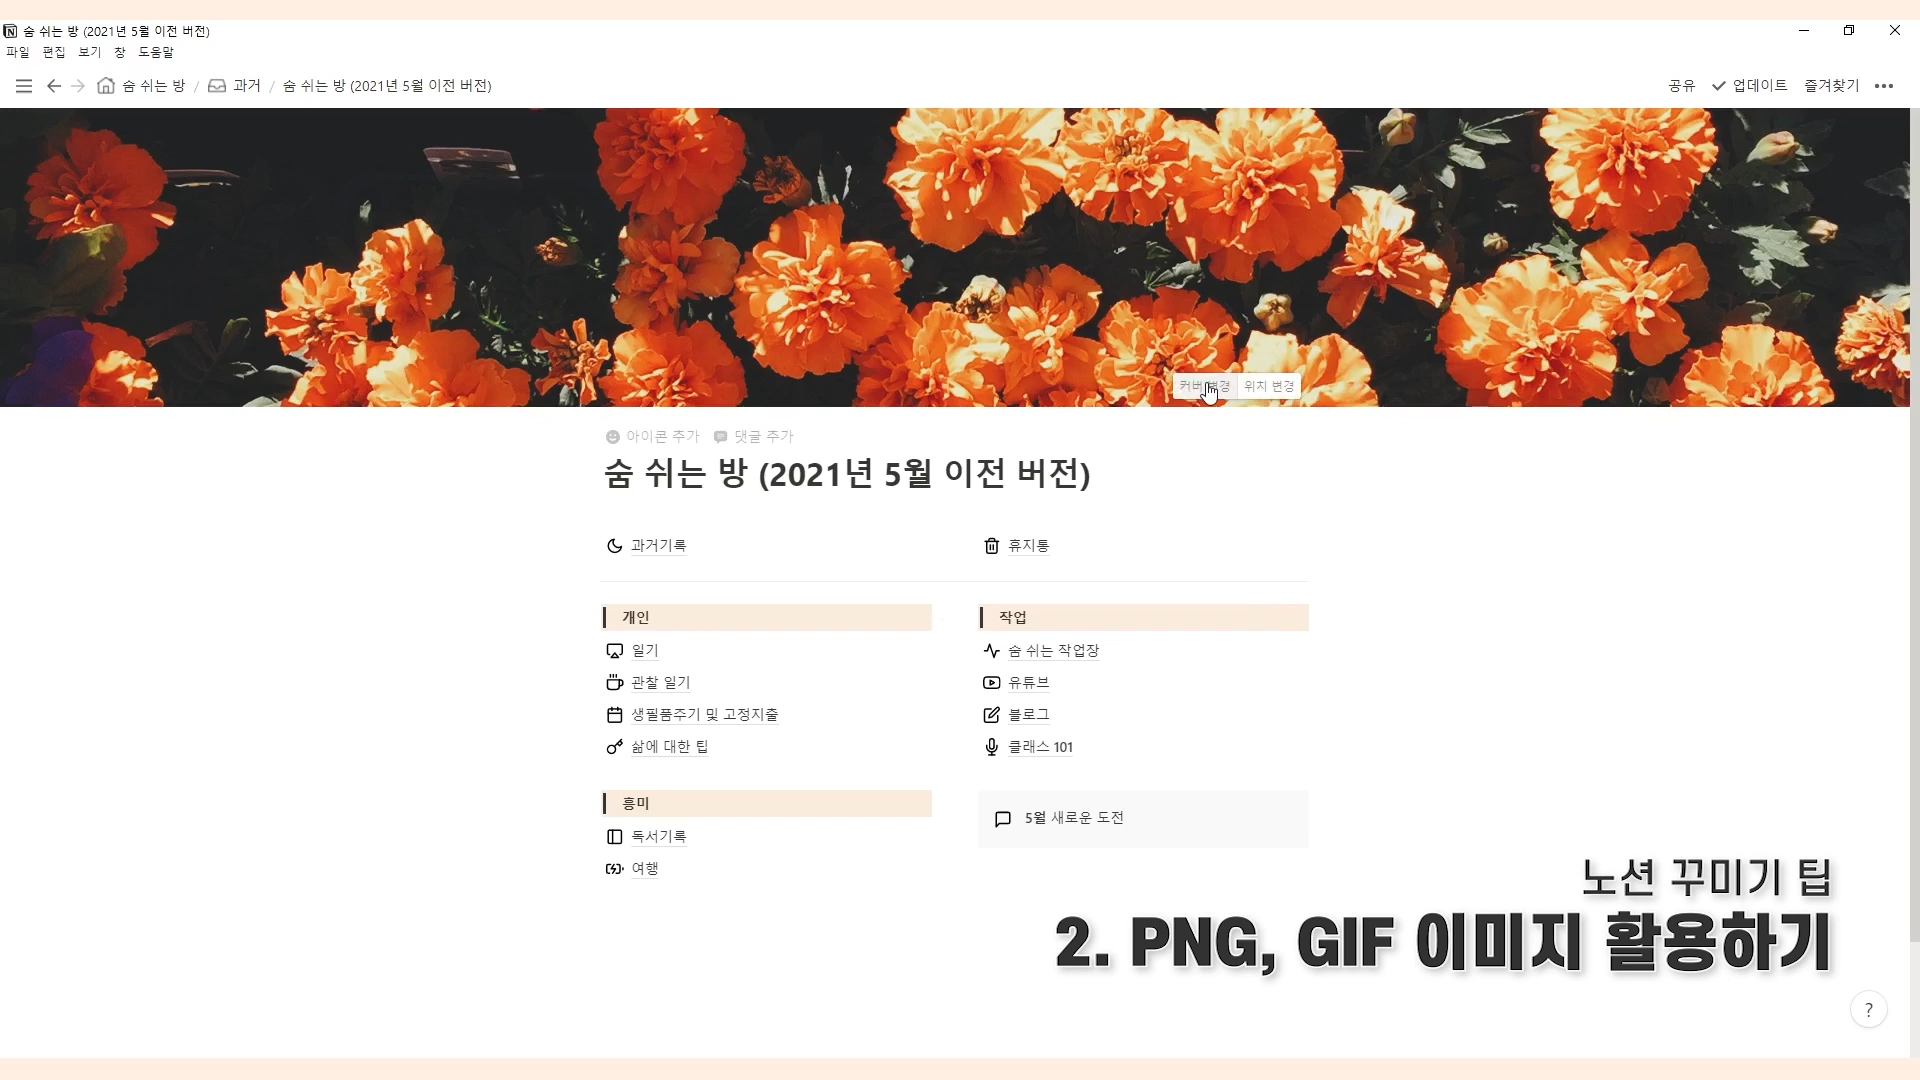 숨 쉬는 방 (2021년 5월 이전 버전)
파일 편집 보기 창 도움말
숨 쉬는 방 / 과거 / 숨 쉬는 방 (2021년 5월 이전 버전)
공유 업데이트 즐겨찾기
커버 변경 위치 변경
아이콘 추가 댓글 추가
숨 쉬는 방 (2021년 5월 이전 버전)
과거기록
휴지통
개인
일기
관찰 일기
생필품주기 및 고정지출
삶에 대한 팁
작업
숨 쉬는 작업장
유튜브
블로그
클래스 101
흥미
독서기록
여행
5월 새로운 도전
노션 꾸미기 팁
2. PNG, GIF 이미지 활용하기
?